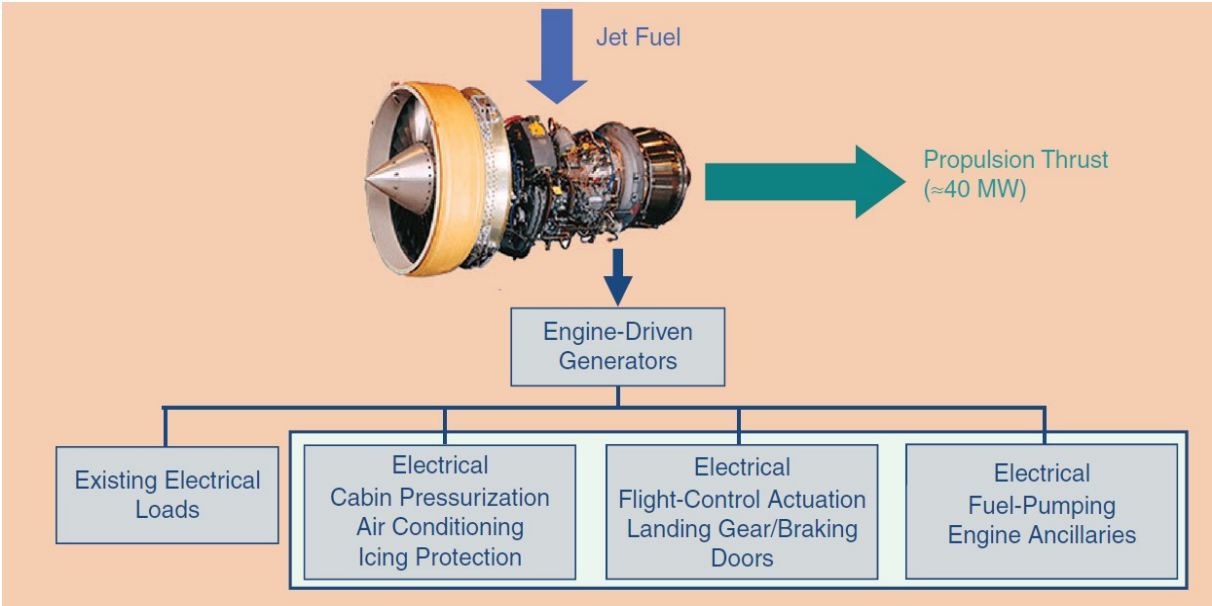 Jet Fuel
Propulsion Thrust
(≈40 MW)
Engine-Driven
Generators
Existing Electrical
Loads
Electrical
Cabin Pressurization
Air Conditioning
Icing Protection
Electrical
Flight-Control Actuation
Landing Gear/Braking
Doors
Electrical
Fuel-Pumping
Engine Ancillaries